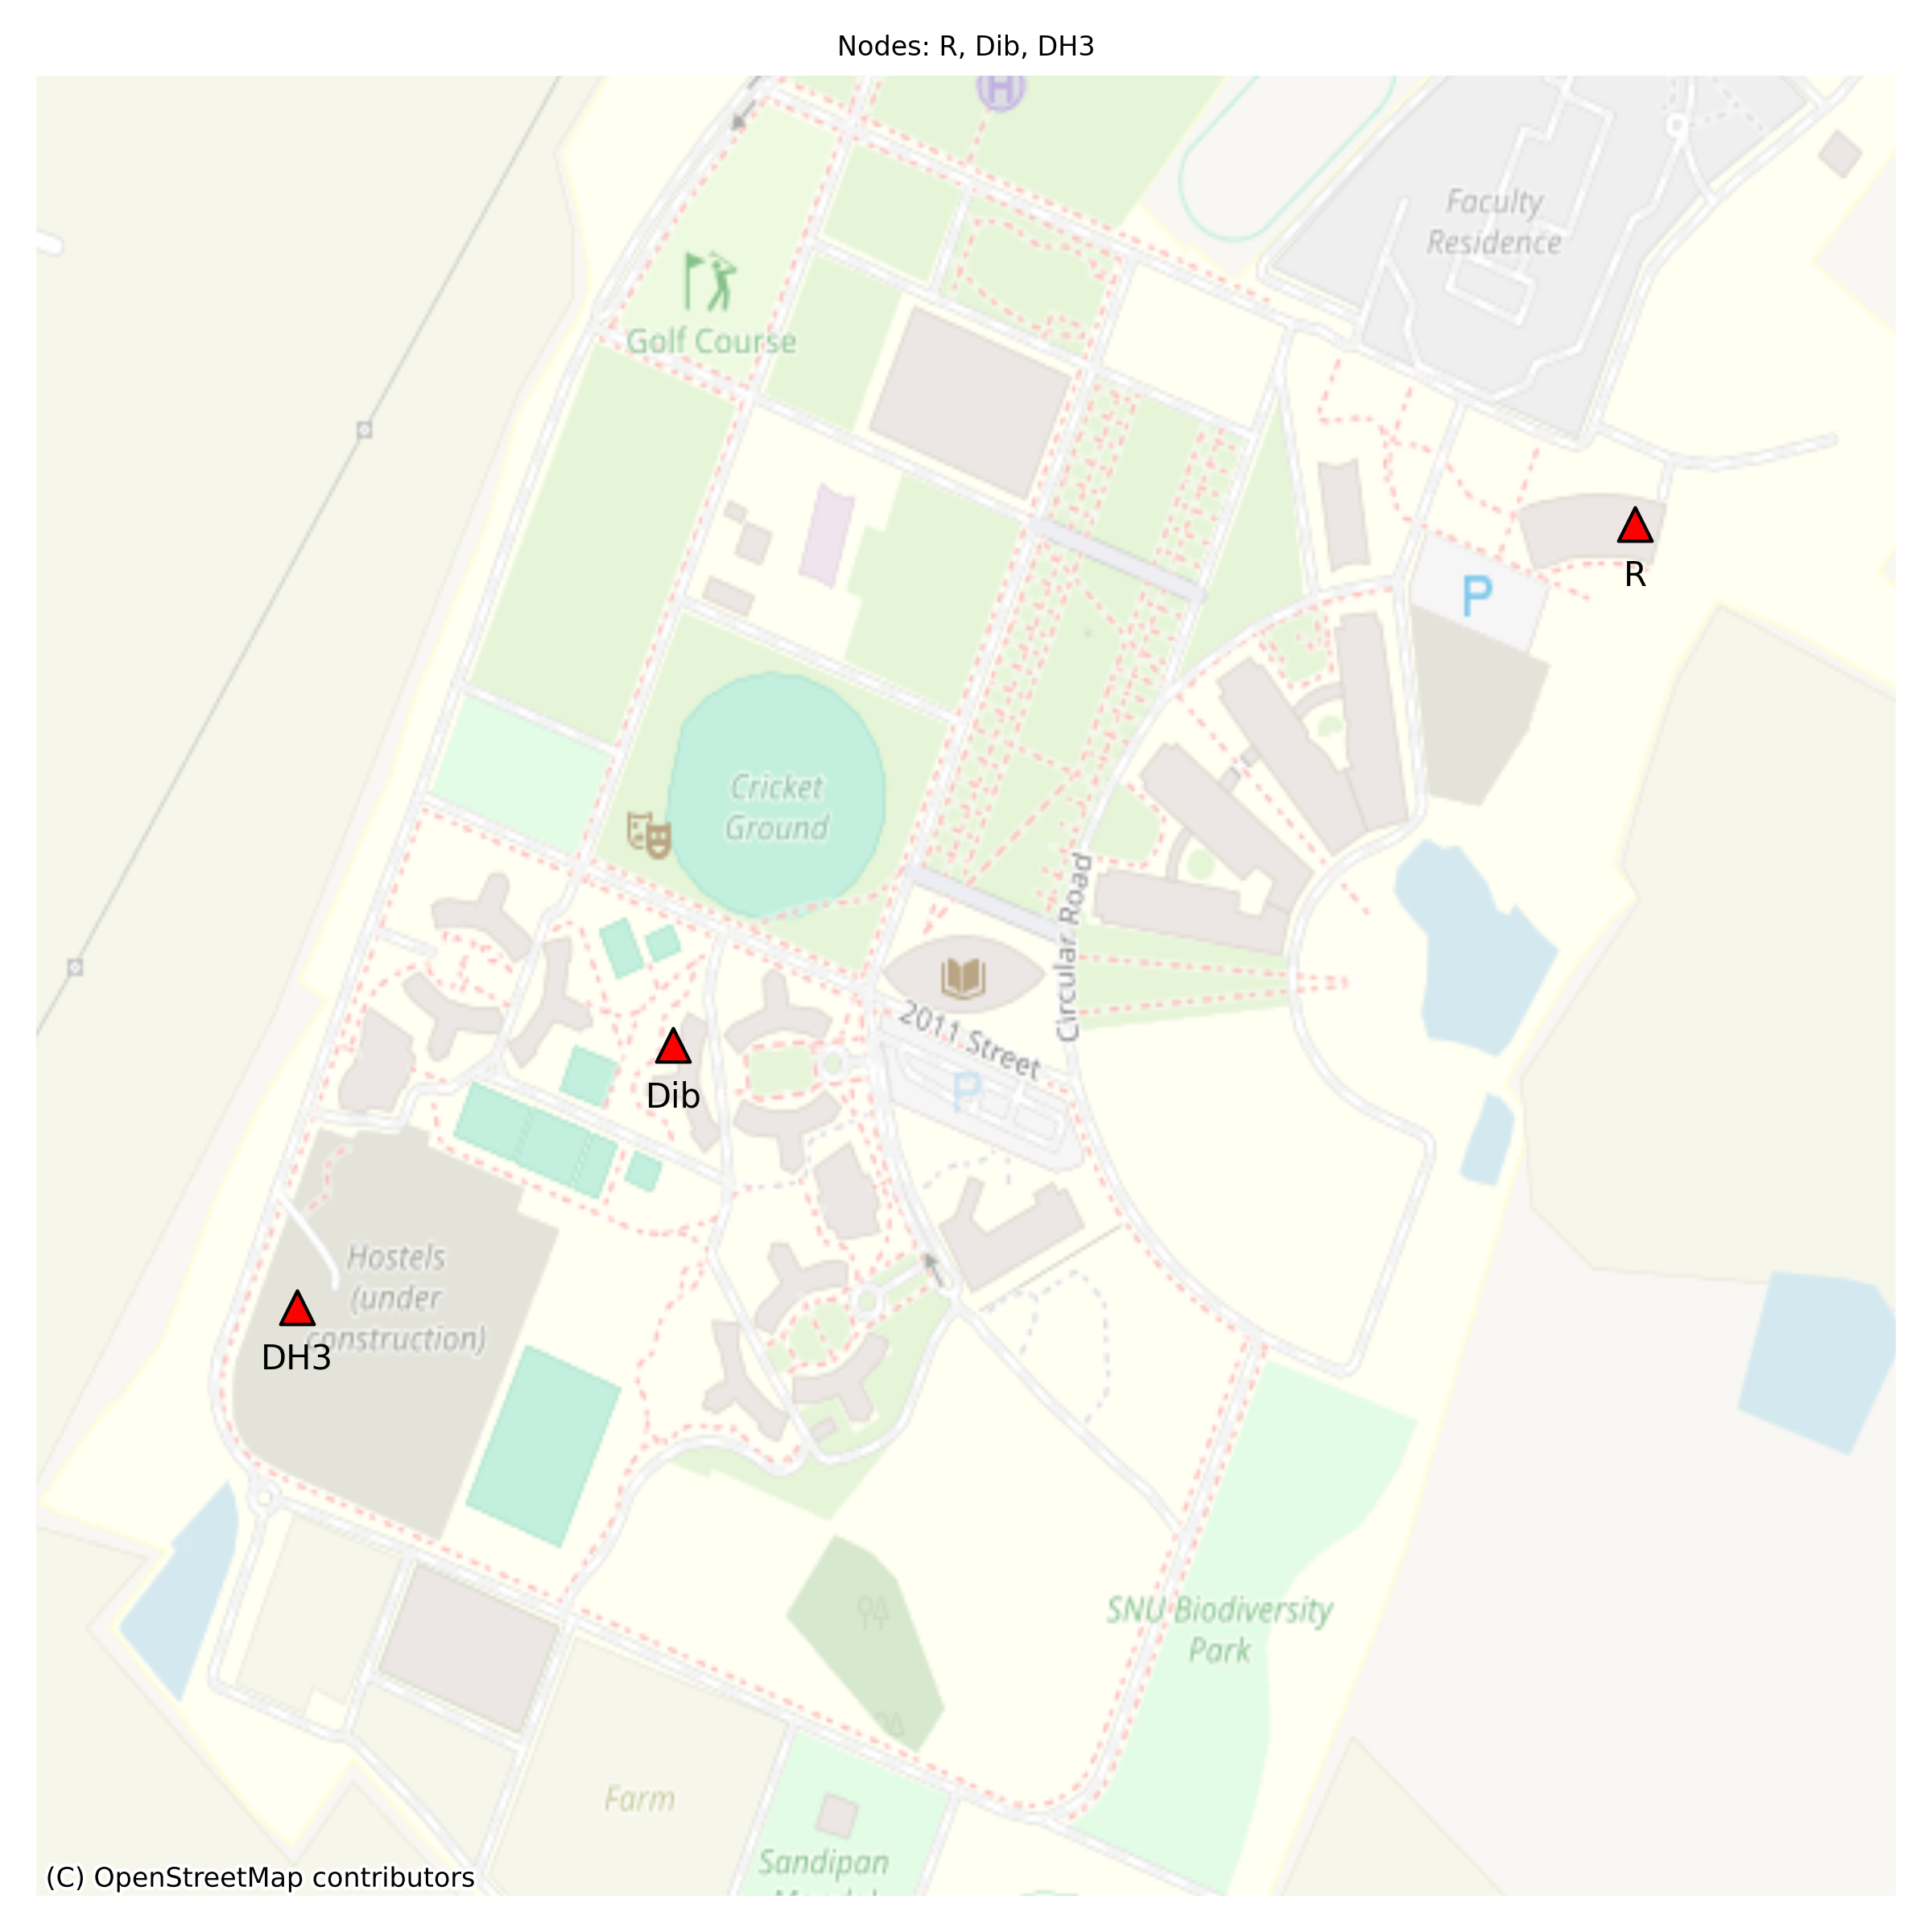 Nodes: R, Dib, DH3
H
Faculty
Residence
Golf Course
R
P
Cricket
Ground
Circular Road
2011 Street
P
Dib
Hostels
(under
construction)
DH3
SNU Biodiversity
Park
Farm
Sandipan
(C) OpenStreetMap contributors